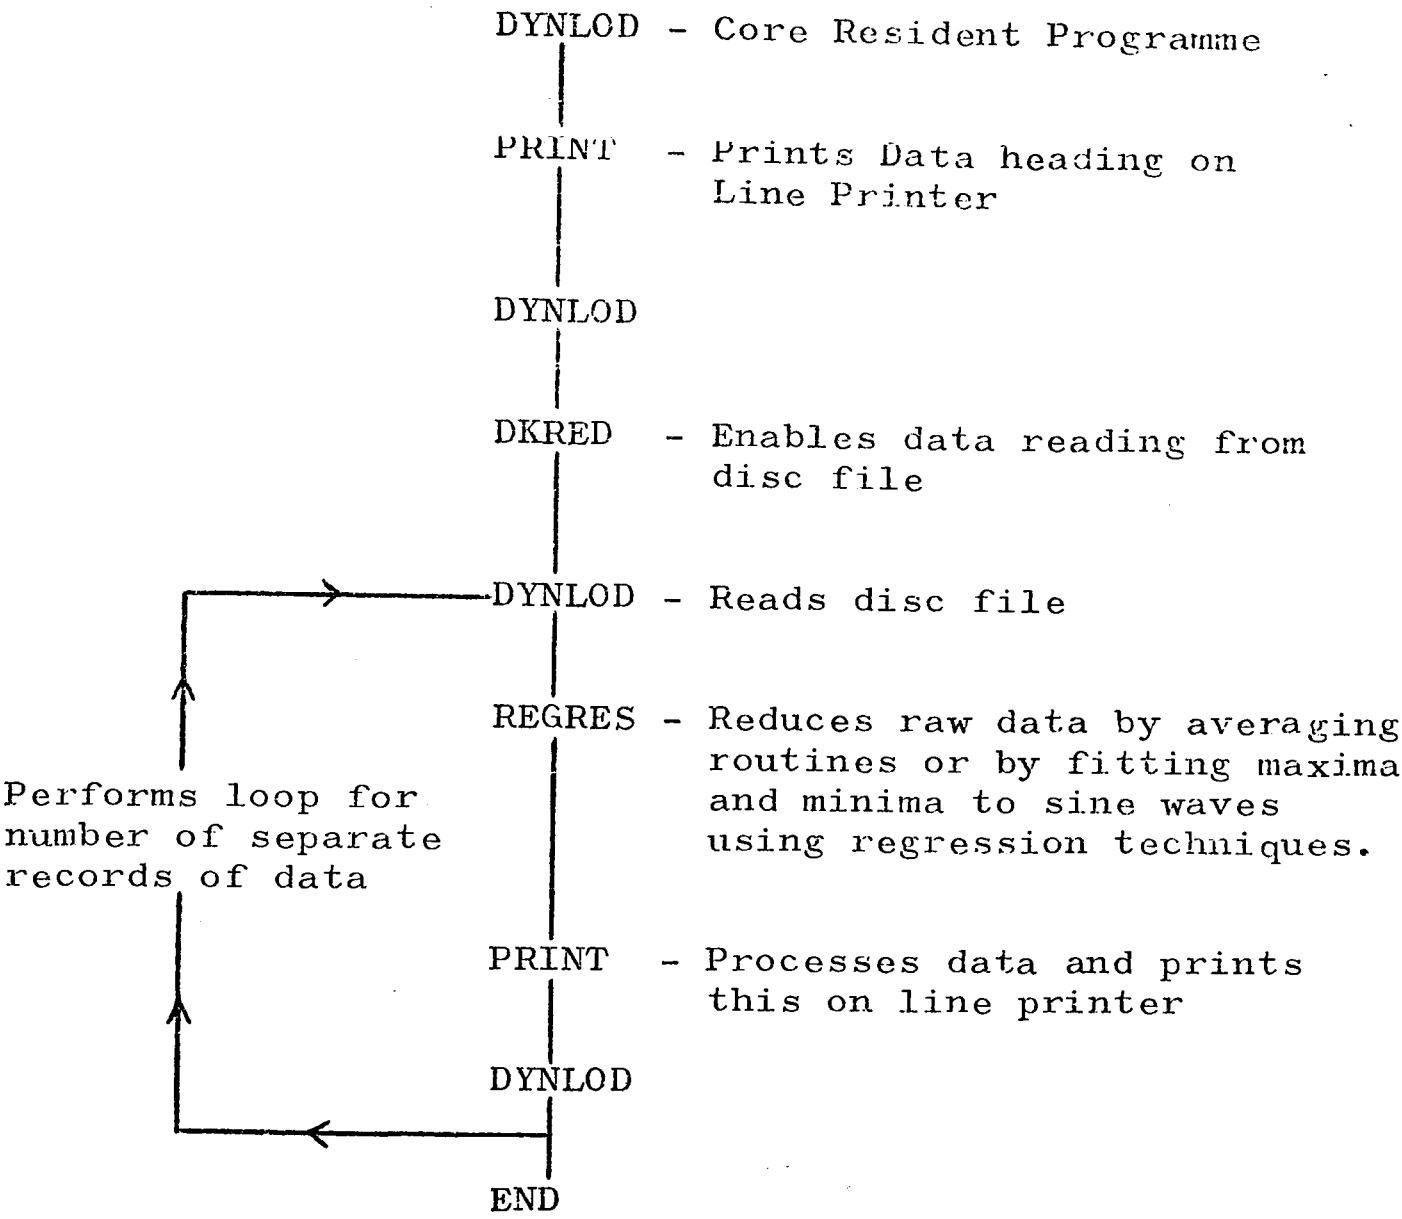 DYNLOD - Core Resident Programme
PRINT - Prints Data heading on
Line Printer
DYNLOD
DKRED - Enables data reading from
disc file
DYNLOD - Reads disc file
REGRES - Reduces raw data by averaging
routines or by fitting maxima
and minima to sine waves
using regression techniques.
Performs loop for
number of separate
records of data
PRINT - Processes data and prints
this on line printer
DYNLOD
END